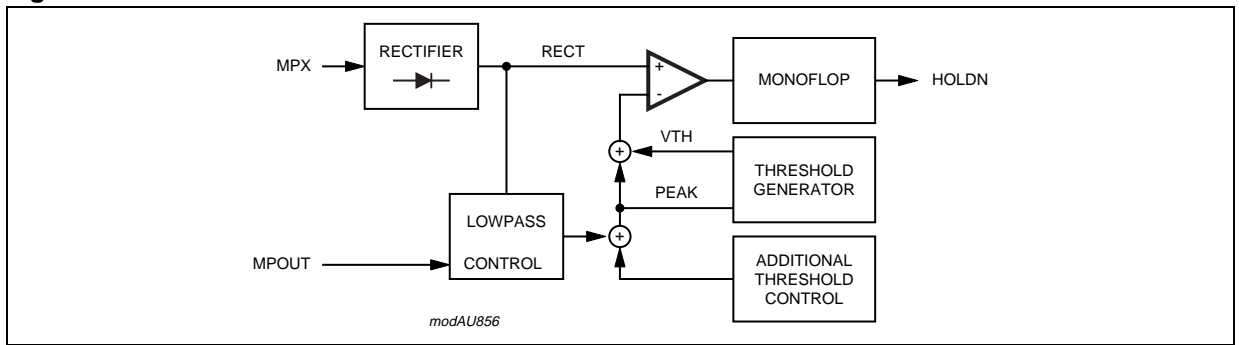 RECTIFIER
MPX
RECT
+
-
MONOFLOP
HOLDN
VTH
+
THRESHOLD
GENERATOR
PEAK
LOWPASS
CONTROL
+
MPOUT
ADDITIONAL
THRESHOLD
CONTROL
modAU856